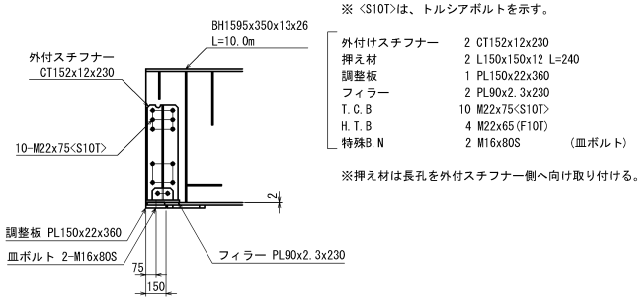 ※ <S10T>は、トルシアボルトを示す。
BH1595x350x13x26
L=10.0m
外付スチフナー
CT152x12x230
10-M22x75<S10T>
調整板 PL150x22x360
皿ボルト 2-M16x80S
フィラー PL90x2.3x230
75
150
2
外付けスチフナー 2 CT152x12x230
押え材 2 L150x150x12 L=240
調整板 1 PL150x22x360
フィラー 2 PL90x2.3x230
T.C.B 10 M22x75<S10T>
H.T.B 4 M22x65(F10T)
特殊B.N 2 M16x80S (皿ボルト)
※押え材は長孔を外付スチフナー側へ向け取り付ける。